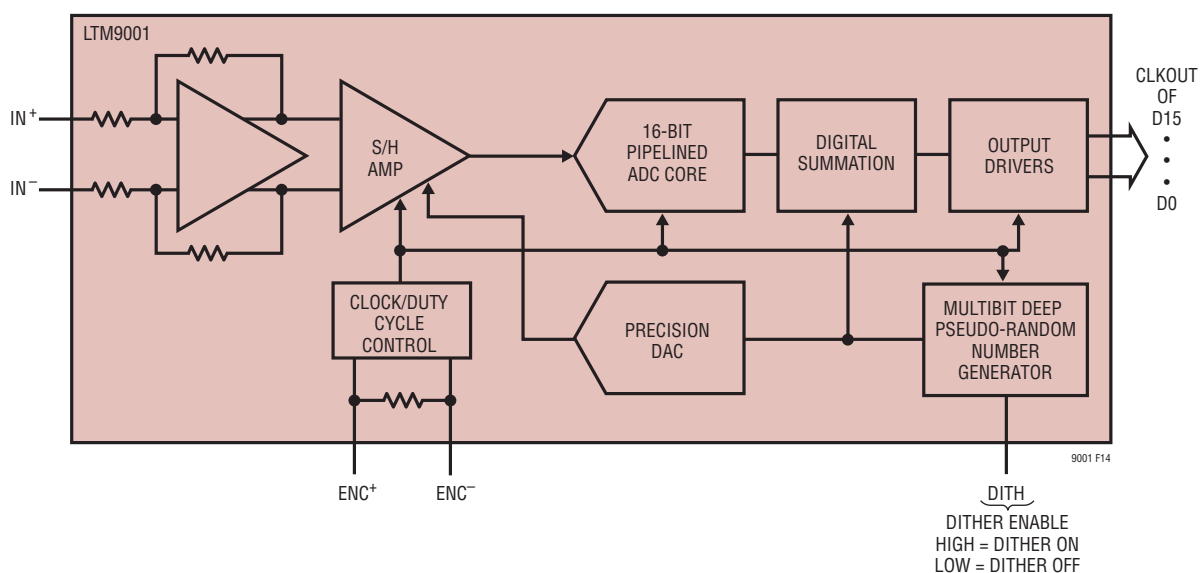 LTM9001
IN+
IN–
S/H
AMP
16-BIT
PIPELINED
ADC CORE
DIGITAL
SUMMATION
OUTPUT
DRIVERS
CLKOUT
OF
D15
•
•
•
D0
CLOCK/DUTY
CYCLE
CONTROL
PRECISION
DAC
MULTIBIT DEEP
PSEUDO-RANDOM
NUMBER
GENERATOR
9001 F14
ENC+
ENC–
DITH
DITHER ENABLE
HIGH = DITHER ON
LOW = DITHER OFF